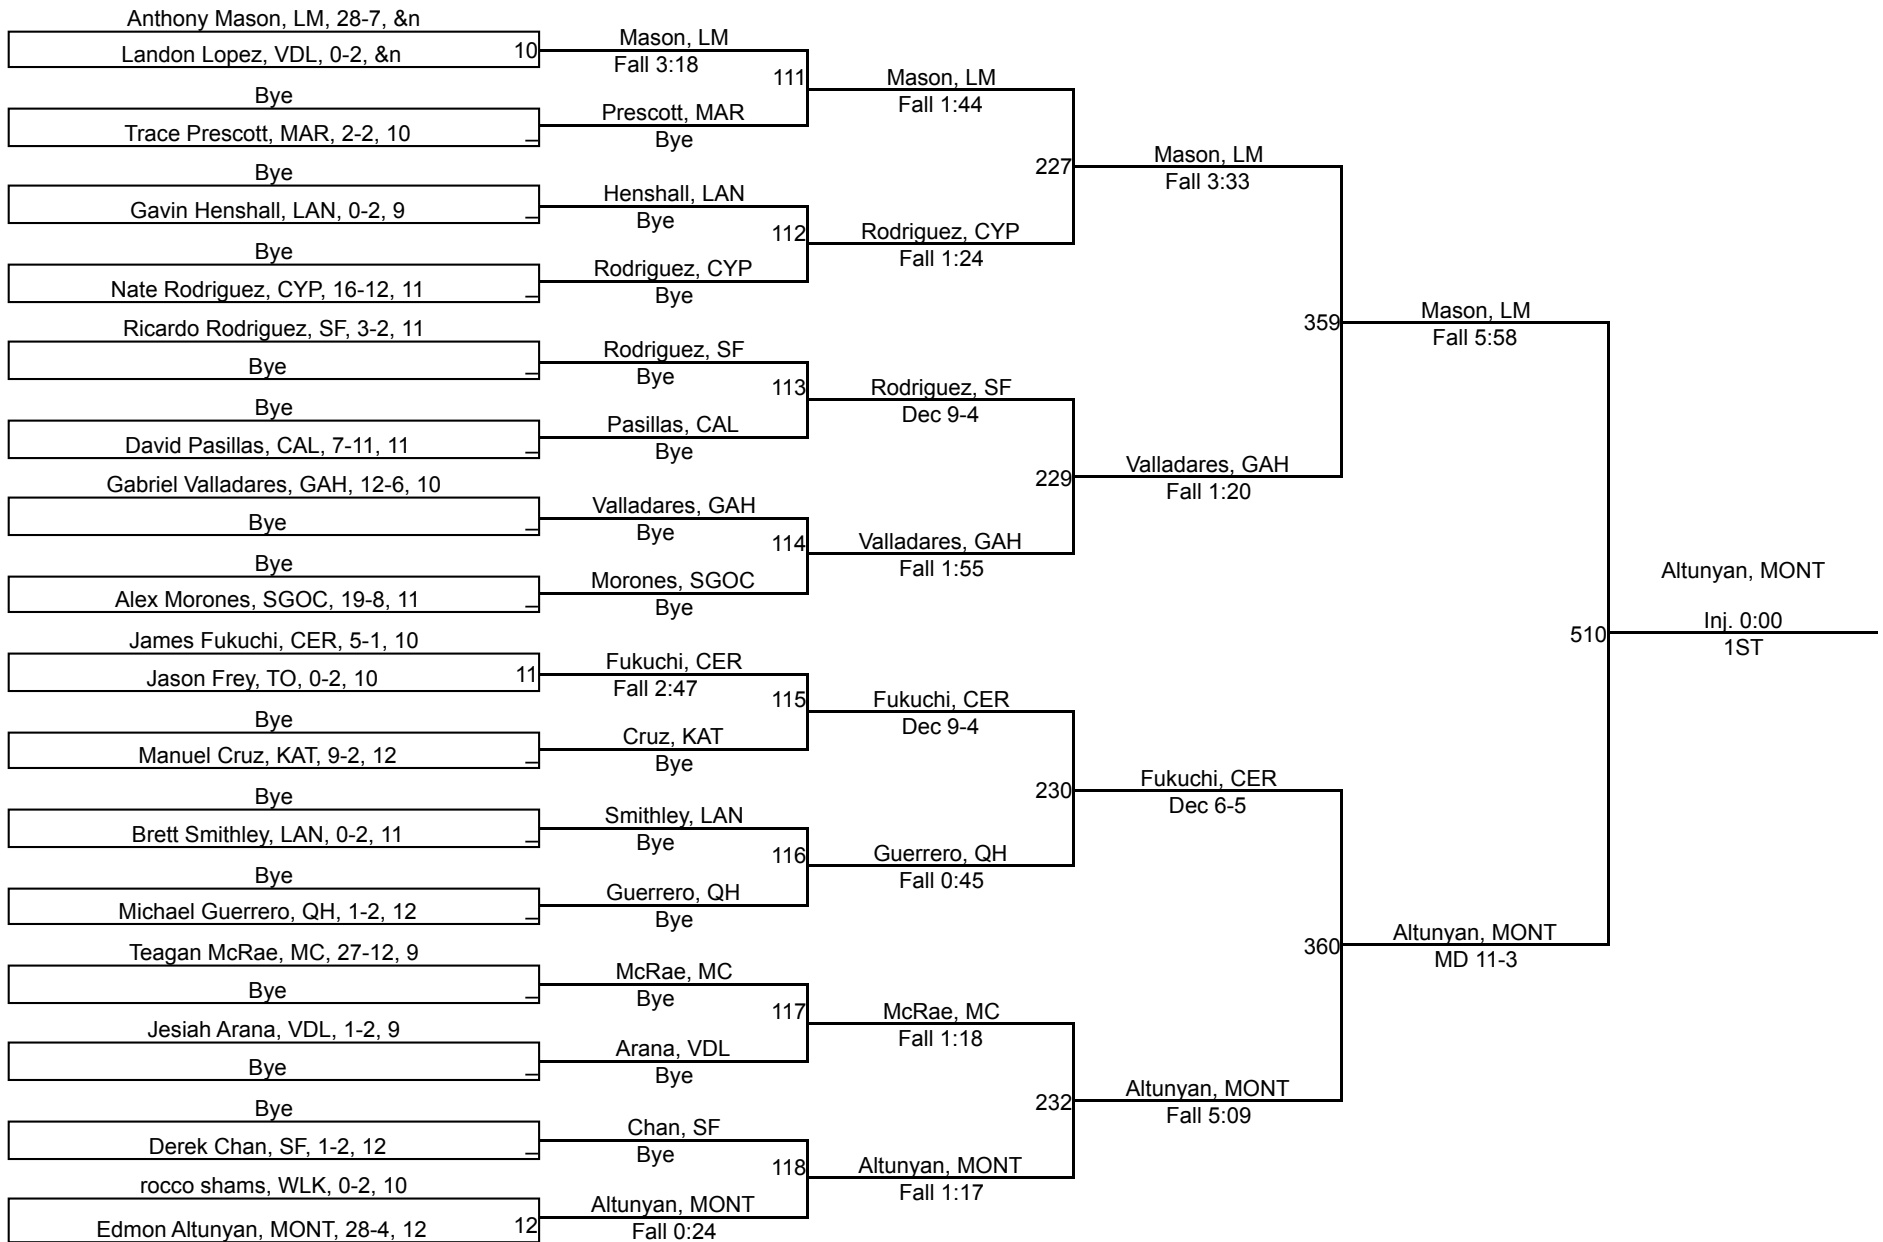 Anthony Mason, LM, 28-7, &n
Landon Lopez, VDL, 0-2, &n
10
Bye
Trace Prescott, MAR, 2-2, 10
_
Bye
Gavin Henshall, LAN, 0-2, 9
_
Bye
Nate Rodriguez, CYP, 16-12, 11
_
Ricardo Rodriguez, SF, 3-2, 11
Bye
_
Bye
David Pasillas, CAL, 7-11, 11
_
Gabriel Valladares, GAH, 12-6, 10
Bye
_
Bye
Alex Morones, SGOC, 19-8, 11
_
James Fukuchi, CER, 5-1, 10
Jason Frey, TO, 0-2, 10
11
Bye
Manuel Cruz, KAT, 9-2, 12
_
Bye
Brett Smithley, LAN, 0-2, 11
_
Bye
Michael Guerrero, QH, 1-2, 12
_
Teagan McRae, MC, 27-12, 9
Bye
_
Jesiah Arana, VDL, 1-2, 9
Bye
_
Bye
Derek Chan, SF, 1-2, 12
_
rocco shams, WLK, 0-2, 10
Edmon Altunyan, MONT, 28-4, 12
12
Mason, LM
Fall 3:18
111
Prescott, MAR
Bye
Henshall, LAN
Bye
112
Rodriguez, CYP
Bye
Rodriguez, SF
Bye
113
Pasillas, CAL
Bye
Valladares, GAH
Bye
114
Morones, SGOC
Bye
Fukuchi, CER
Fall 2:47
115
Cruz, KAT
Bye
Smithley, LAN
Bye
116
Guerrero, QH
Bye
McRae, MC
Bye
117
Arana, VDL
Bye
Chan, SF
Bye
118
Altunyan, MONT
Fall 0:24
Mason, LM
Fall 1:44
227
Rodriguez, CYP
Fall 1:24
Rodriguez, SF
Dec 9-4
229
Valladares, GAH
Fall 1:55
Fukuchi, CER
Dec 9-4
230
Guerrero, QH
Fall 0:45
McRae, MC
Fall 1:18
232
Altunyan, MONT
Fall 1:17
Mason, LM
Fall 3:33
359
Valladares, GAH
Fall 1:20
Fukuchi, CER
Dec 6-5
360
Altunyan, MONT
Fall 5:09
Mason, LM
Fall 5:58
510
Altunyan, MONT
MD 11-3
Altunyan, MONT
Inj. 0:00
1ST